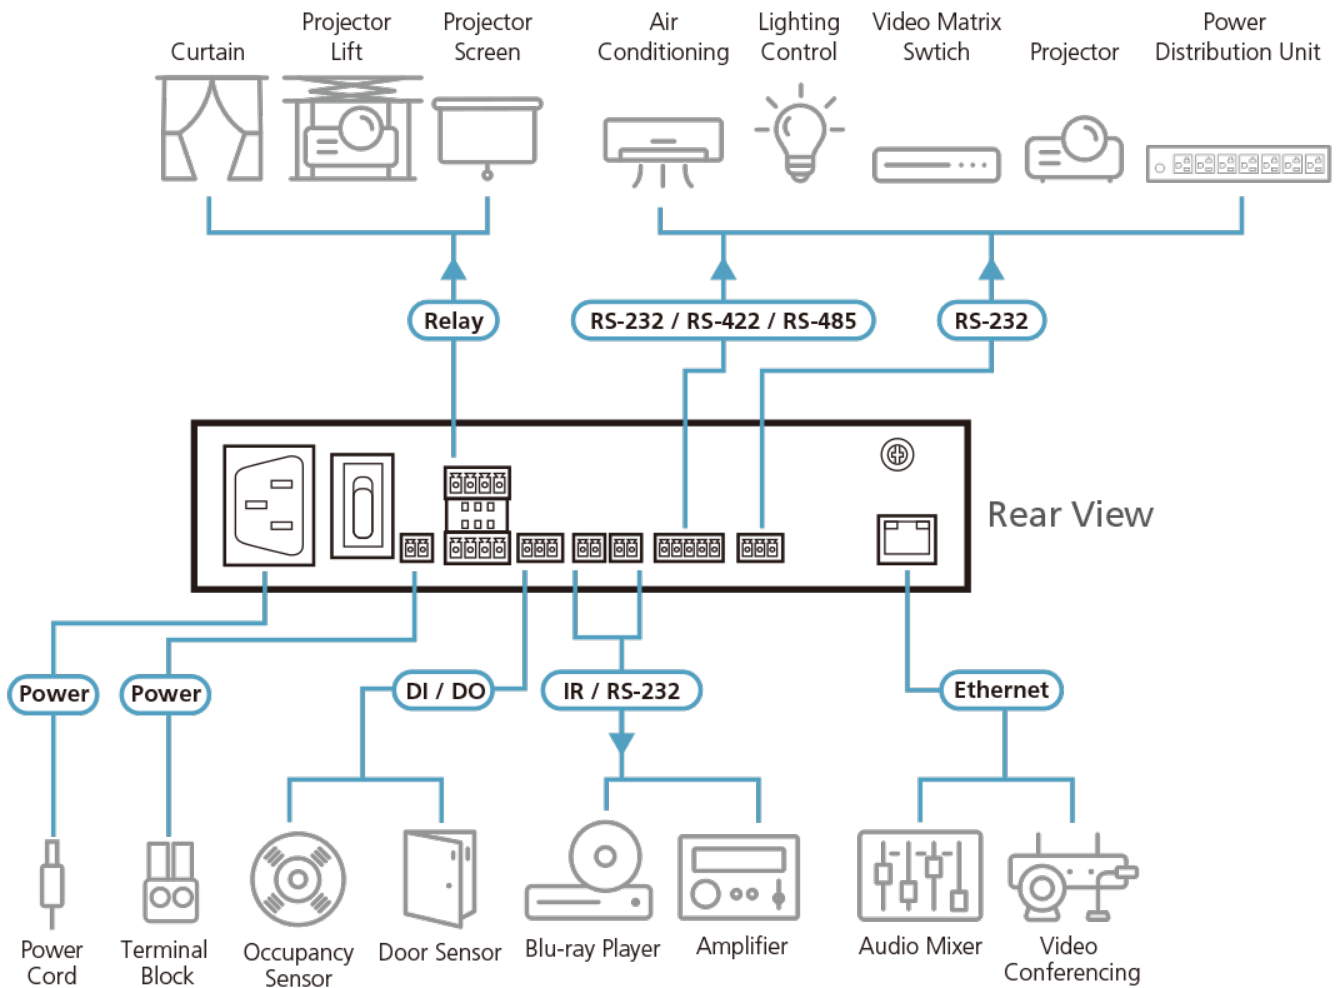 Curtain
Projector
Lift
Projector
Screen
Air
Conditioning
Lighting
Control
Video Matrix
Swtich
Projector
Power
Distribution Unit
Relay
RS-232 / RS-422 / RS-485
RS-232
Rear View
Power
Power
DI / DO
IR / RS-232
Ethernet
Power
Cord
Terminal
Block
Occupancy
Sensor
Door Sensor
Blu-ray Player
Amplifier
Audio Mixer
Video
Conferencing